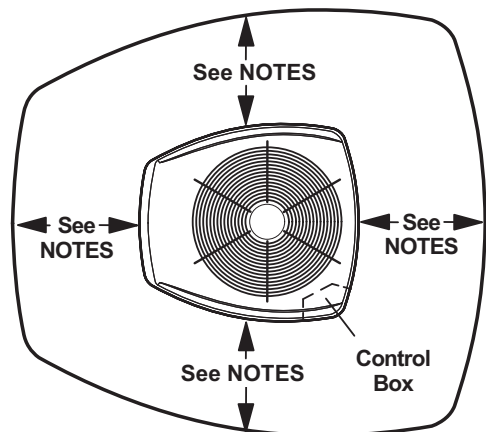 See NOTES
See
NOTES
See
NOTES
See NOTES
Control
Box